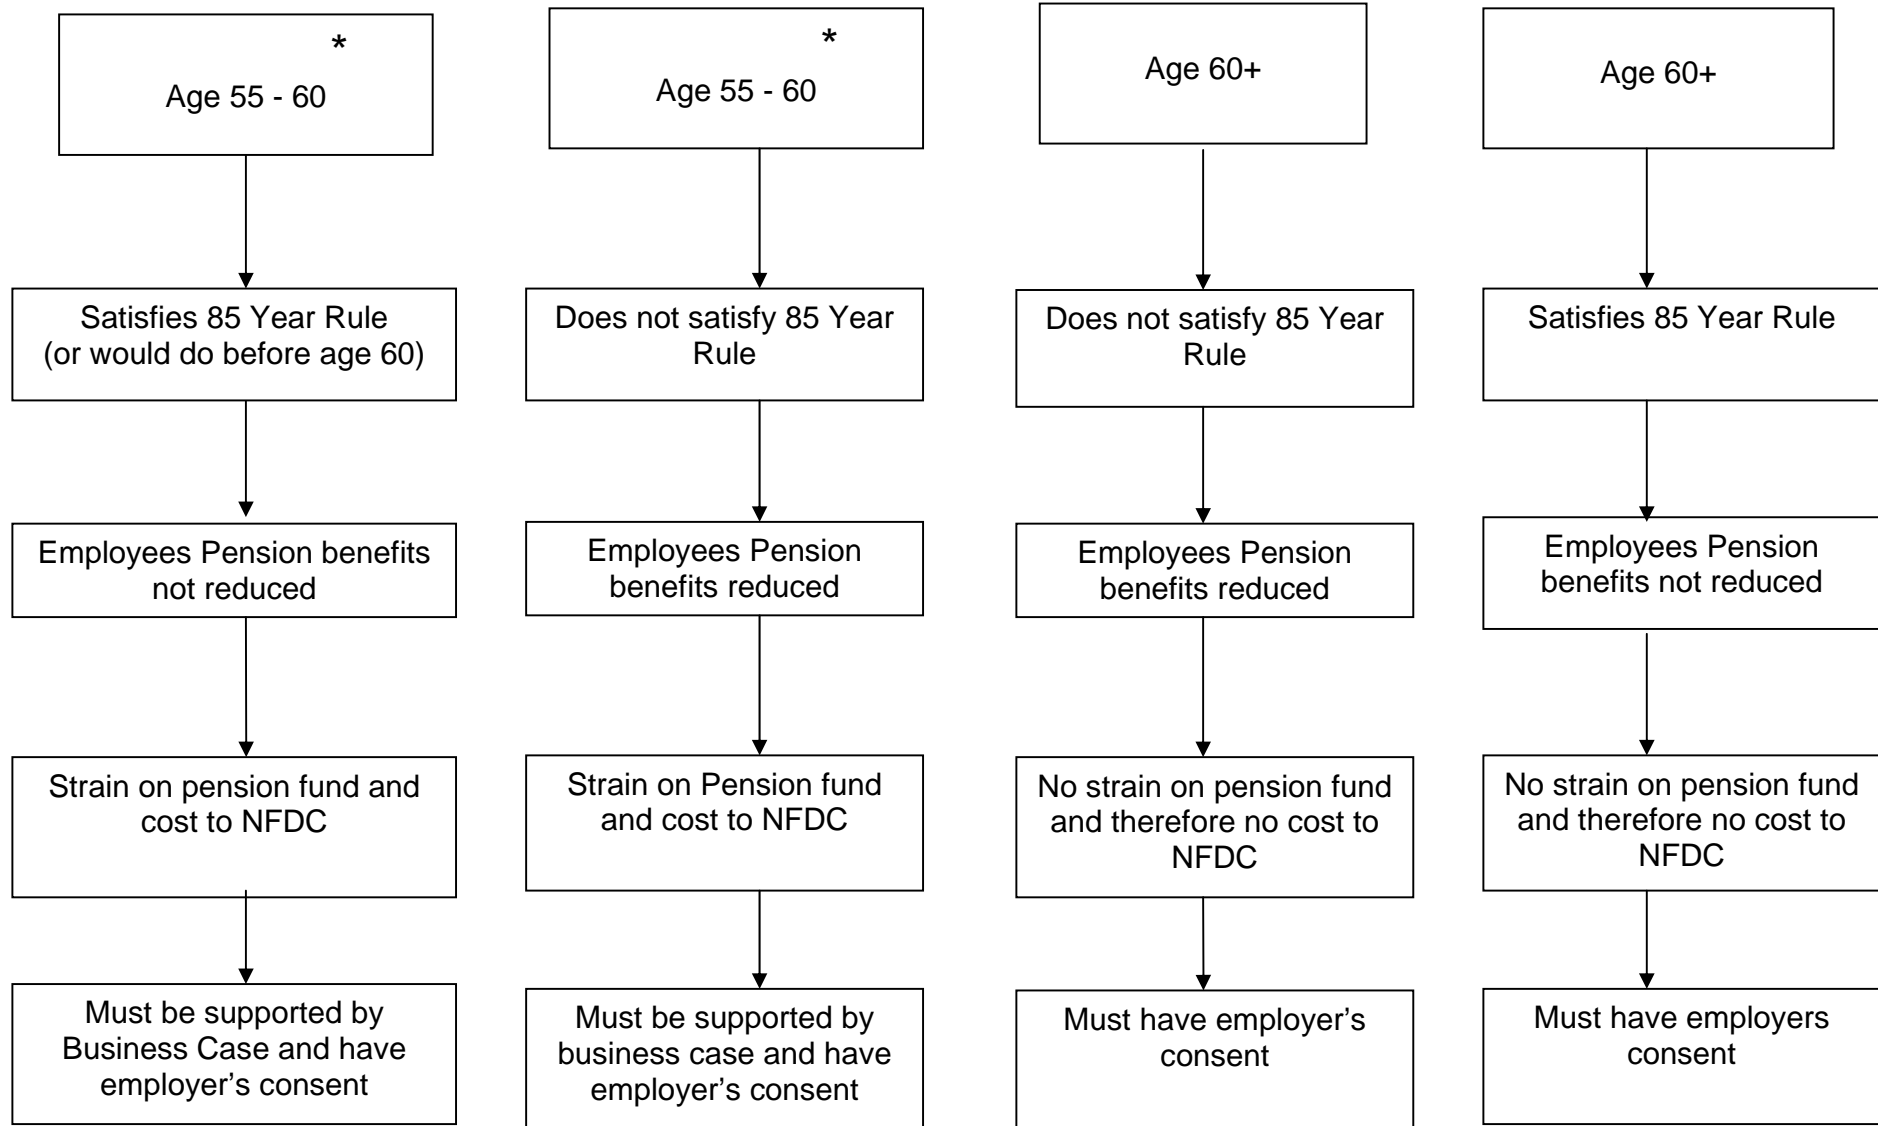 *
Age 55 - 60
Satisfies 85 Year Rule
(or would do before age 60)
Employees Pension benefits
not reduced
Strain on pension fund and
cost to NFDC
Must be supported by
Business Case and have
employer’s consent
*
Age 55 - 60
Does not satisfy 85 Year
Rule
Employees Pension
benefits reduced
Strain on Pension fund
and cost to NFDC
Must be supported by
business case and have
employer’s consent
Age 60+
Does not satisfy 85 Year
Rule
Employees Pension
benefits reduced
No strain on pension fund
and therefore no cost to
NFDC
Must have employer’s
consent
Age 60+
Satisfies 85 Year Rule
Employees Pension
benefits not reduced
No strain on pension fund
and therefore no cost to
NFDC
Must have employers
consent